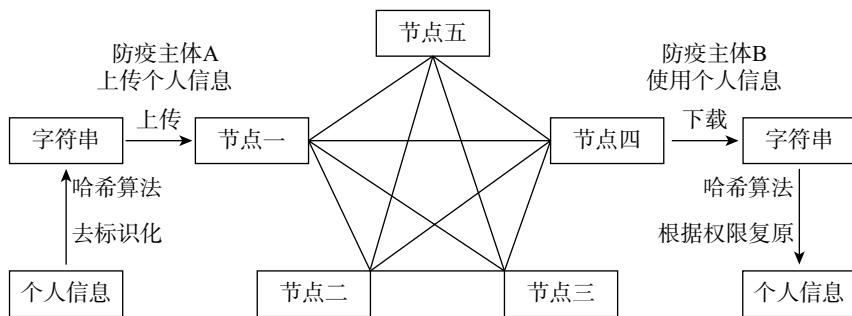 节点五
防疫主体A
上传个人信息
防疫主体B
使用个人信息
字符串
上传
节点一
节点四
下载
字符串
哈希算法
去标识化
哈希算法
根据权限复原
个人信息
节点二
节点三
个人信息